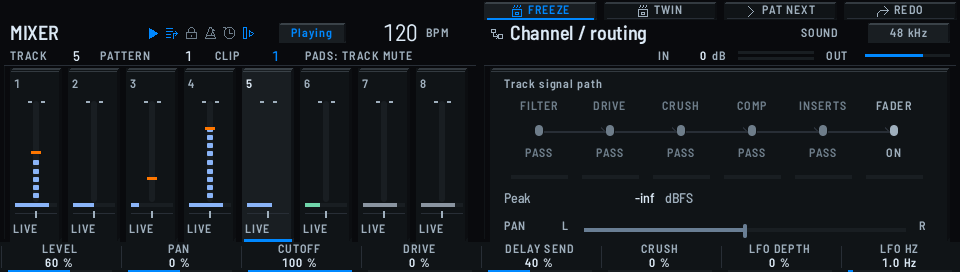 FREEZE TWIN PAT NEXT REDO
MIXER Playing 120 BPM Channel / routing SOUND 48 kHz
TRACK 5 PATTERN 1 CLIP 1 PADS: TRACK MUTE IN 0 dB OUT
1 2 3 4 5 6 7 8
Track signal path
FILTER DRIVE CRUSH COMP INSERTS FADER
PASS PASS PASS PASS PASS ON
Peak -inf dBFS
PAN L R
LIVE LIVE LIVE LIVE LIVE LIVE LIVE LIVE
LEVEL PAN CUTOFF DRIVE DELAY SEND CRUSH LFO DEPTH LFO HZ
60 % 0 % 100 % 0 % 40 % 0 % 0 % 1.0 Hz